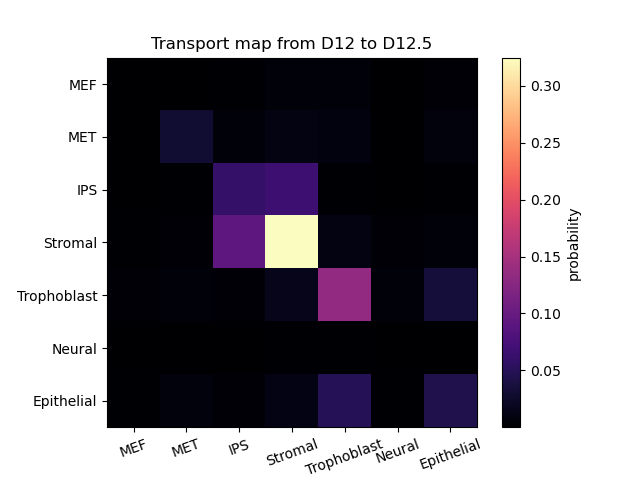 Transport map from D12 to D12.5
MEF
MET
IPS
Stromal
Trophoblast
Neural
Epithelial
MEF
MET
IPS
Stromal
Trophoblast
Neural
Epithelial
0.30
0.25
0.20
0.15
0.10
0.05
probability